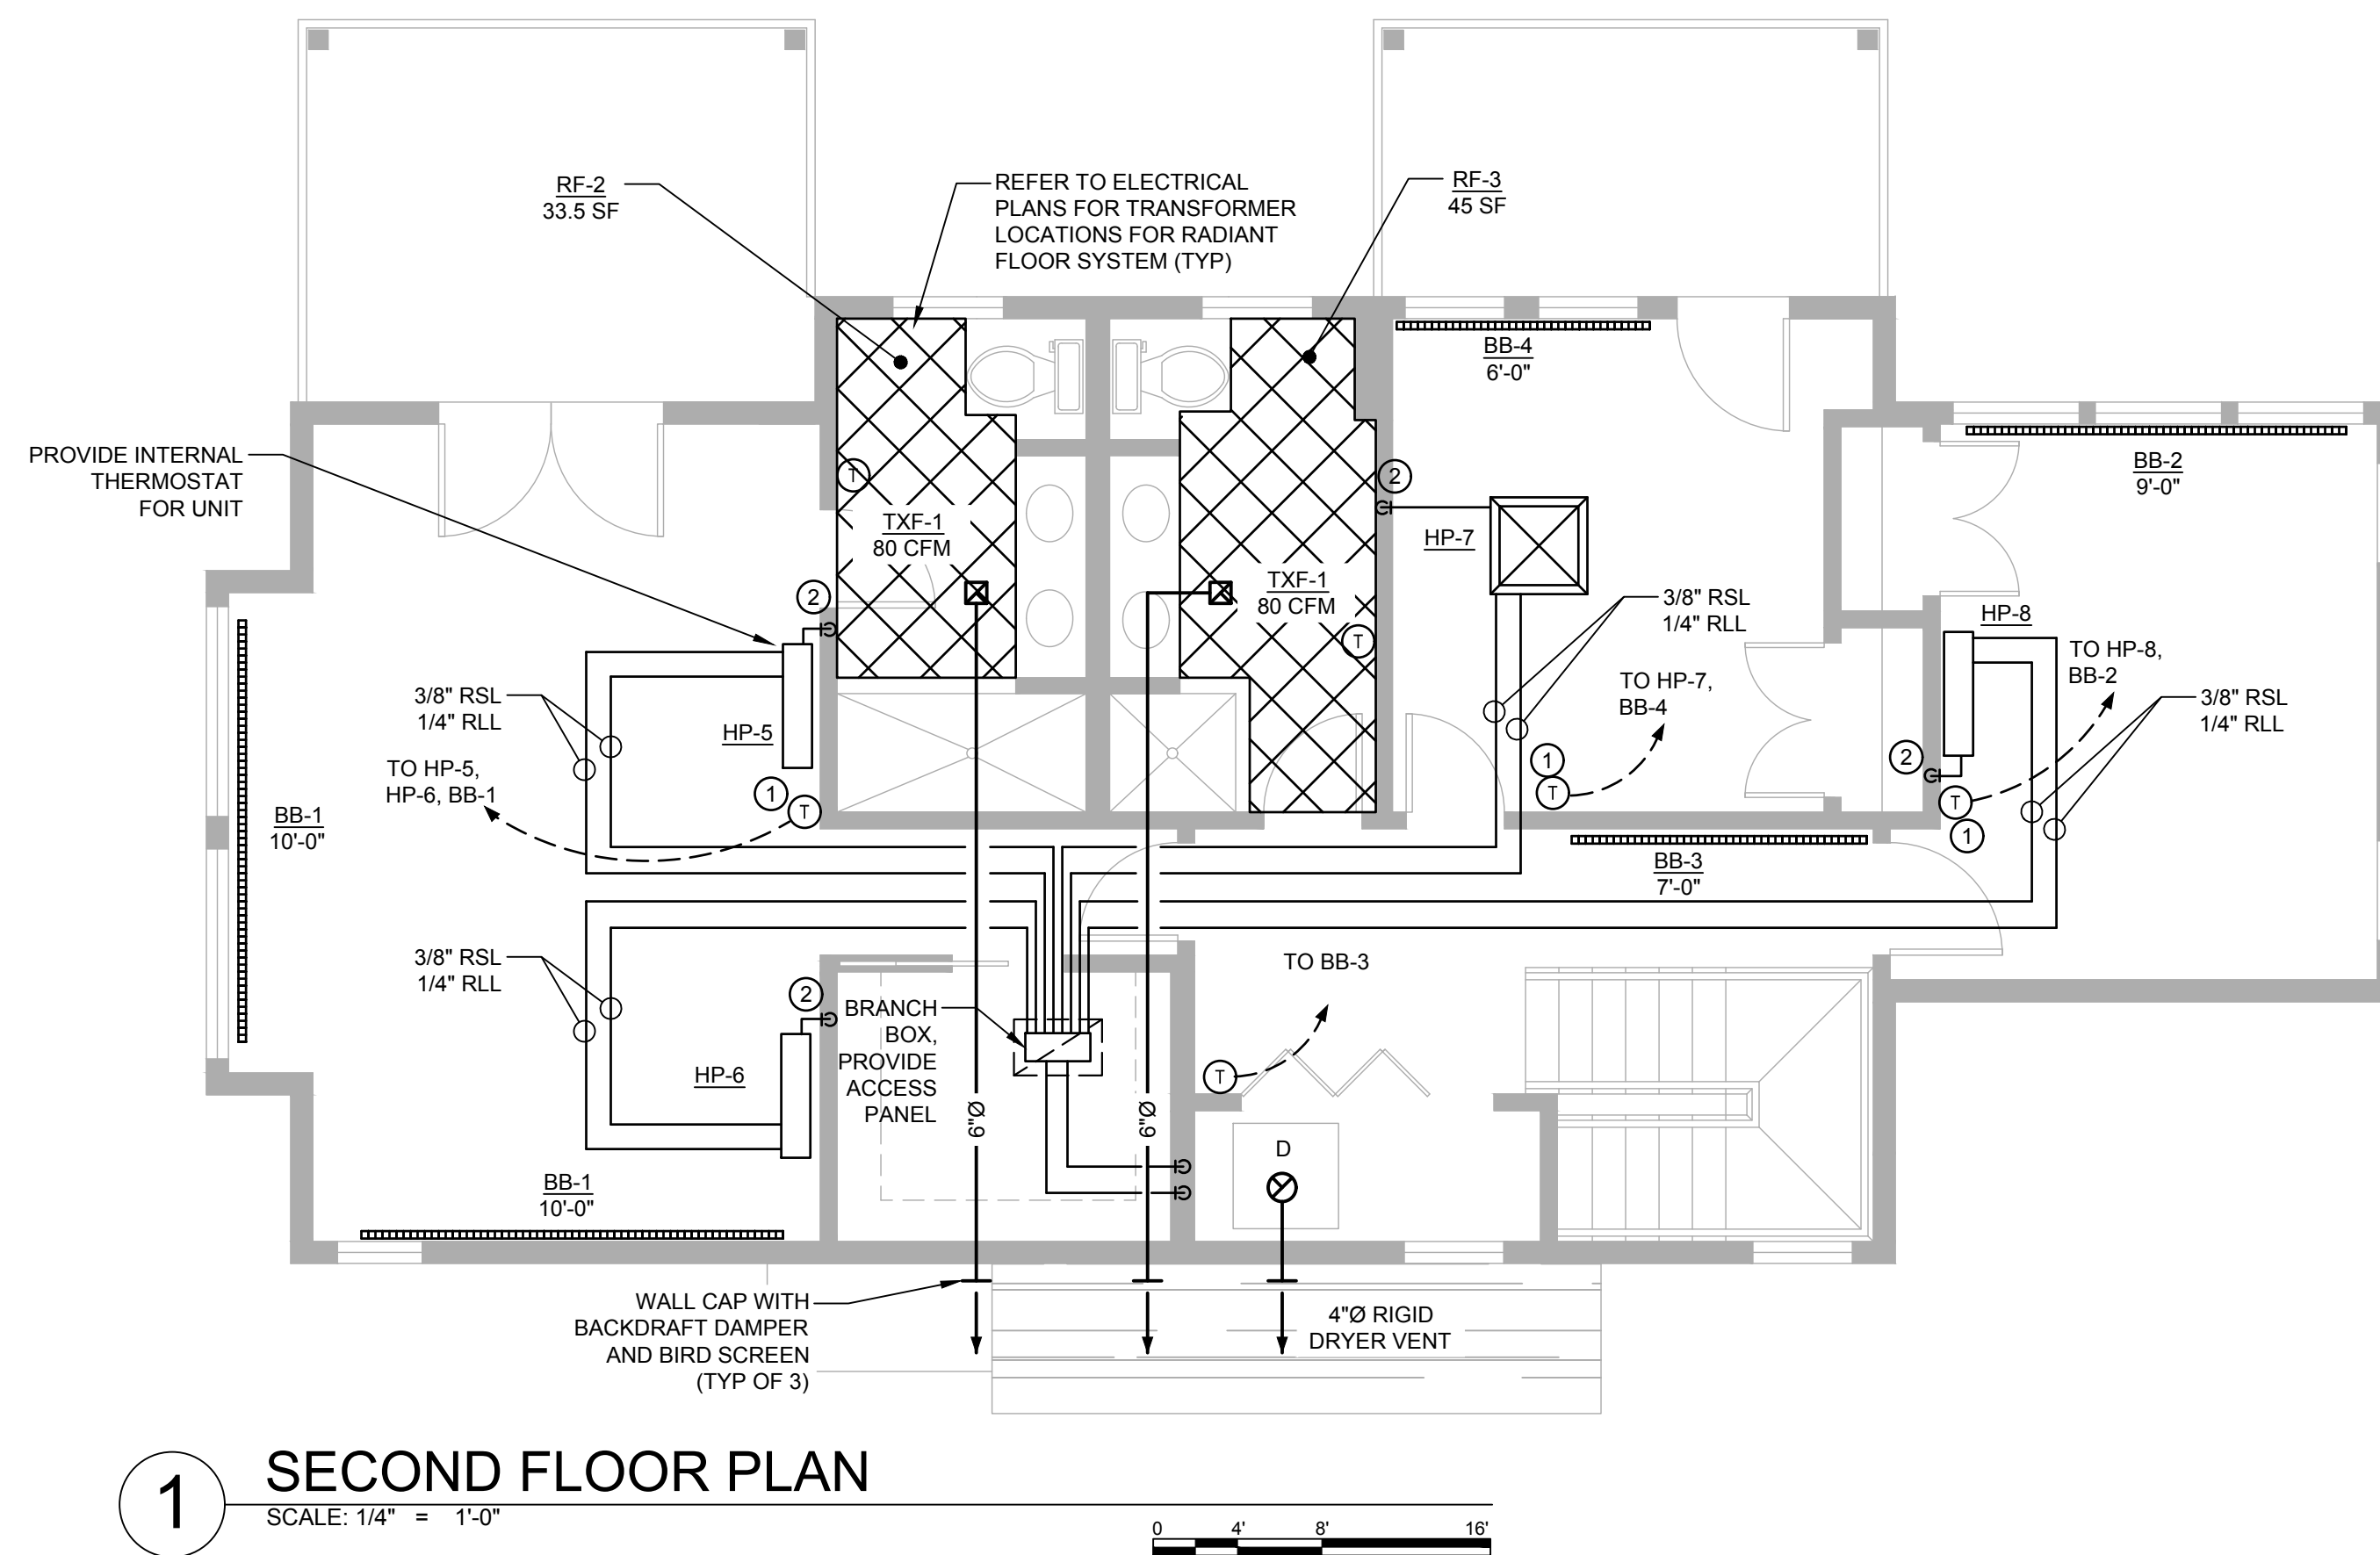 RF-2
33.5 SF
REFER TO ELECTRICAL
PLANS FOR TRANSFORMER
LOCATIONS FOR RADIANT
FLOOR SYSTEM (TYP)
RF-3
45 SF
BB-4
6'-0"
PROVIDE INTERNAL
THERMOSTAT
FOR UNIT
BB-2
9'-0"
T
2
TXF-1
80 CFM
HP-7
TXF-1
80 CFM
2
3/8" RSL
1/4" RLL
HP-8
T
TO HP-8,
BB-2
3/8" RSL
1/4" RLL
HP-5
TO HP-7,
BB-4
3/8" RSL
1/4" RLL
TO HP-5,
HP-6, BB-1
1
T
1
T
2
T
1
BB-1
10'-0"
BB-3
7'-0"
3/8" RSL
1/4" RLL
TO BB-3
2
BRANCH
BOX,
PROVIDE
ACCESS
PANEL
HP-6
T
6"Ø
6"Ø
D
BB-1
10'-0"
WALL CAP WITH
BACKDRAFT DAMPER
AND BIRD SCREEN
(TYP OF 3)
4"Ø RIGID
DRYER VENT
1
SECOND FLOOR PLAN
SCALE: 1/4" = 1'-0"
0 4' 8' 16'